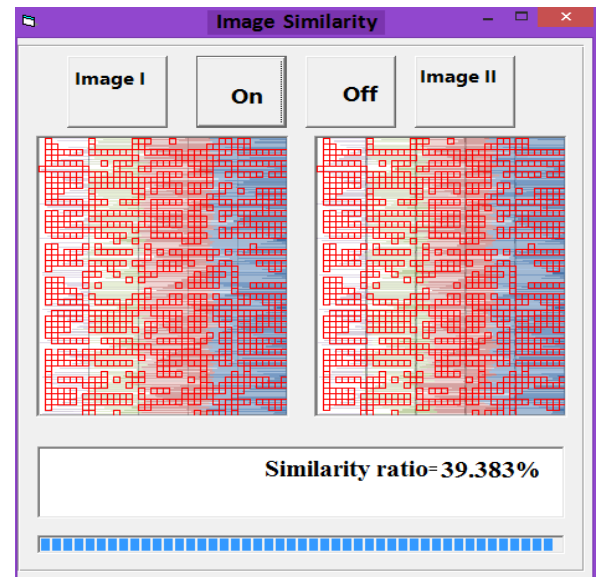 Image Similarity
Image I
On
Off
Image II
Similarity ratio=39.383%